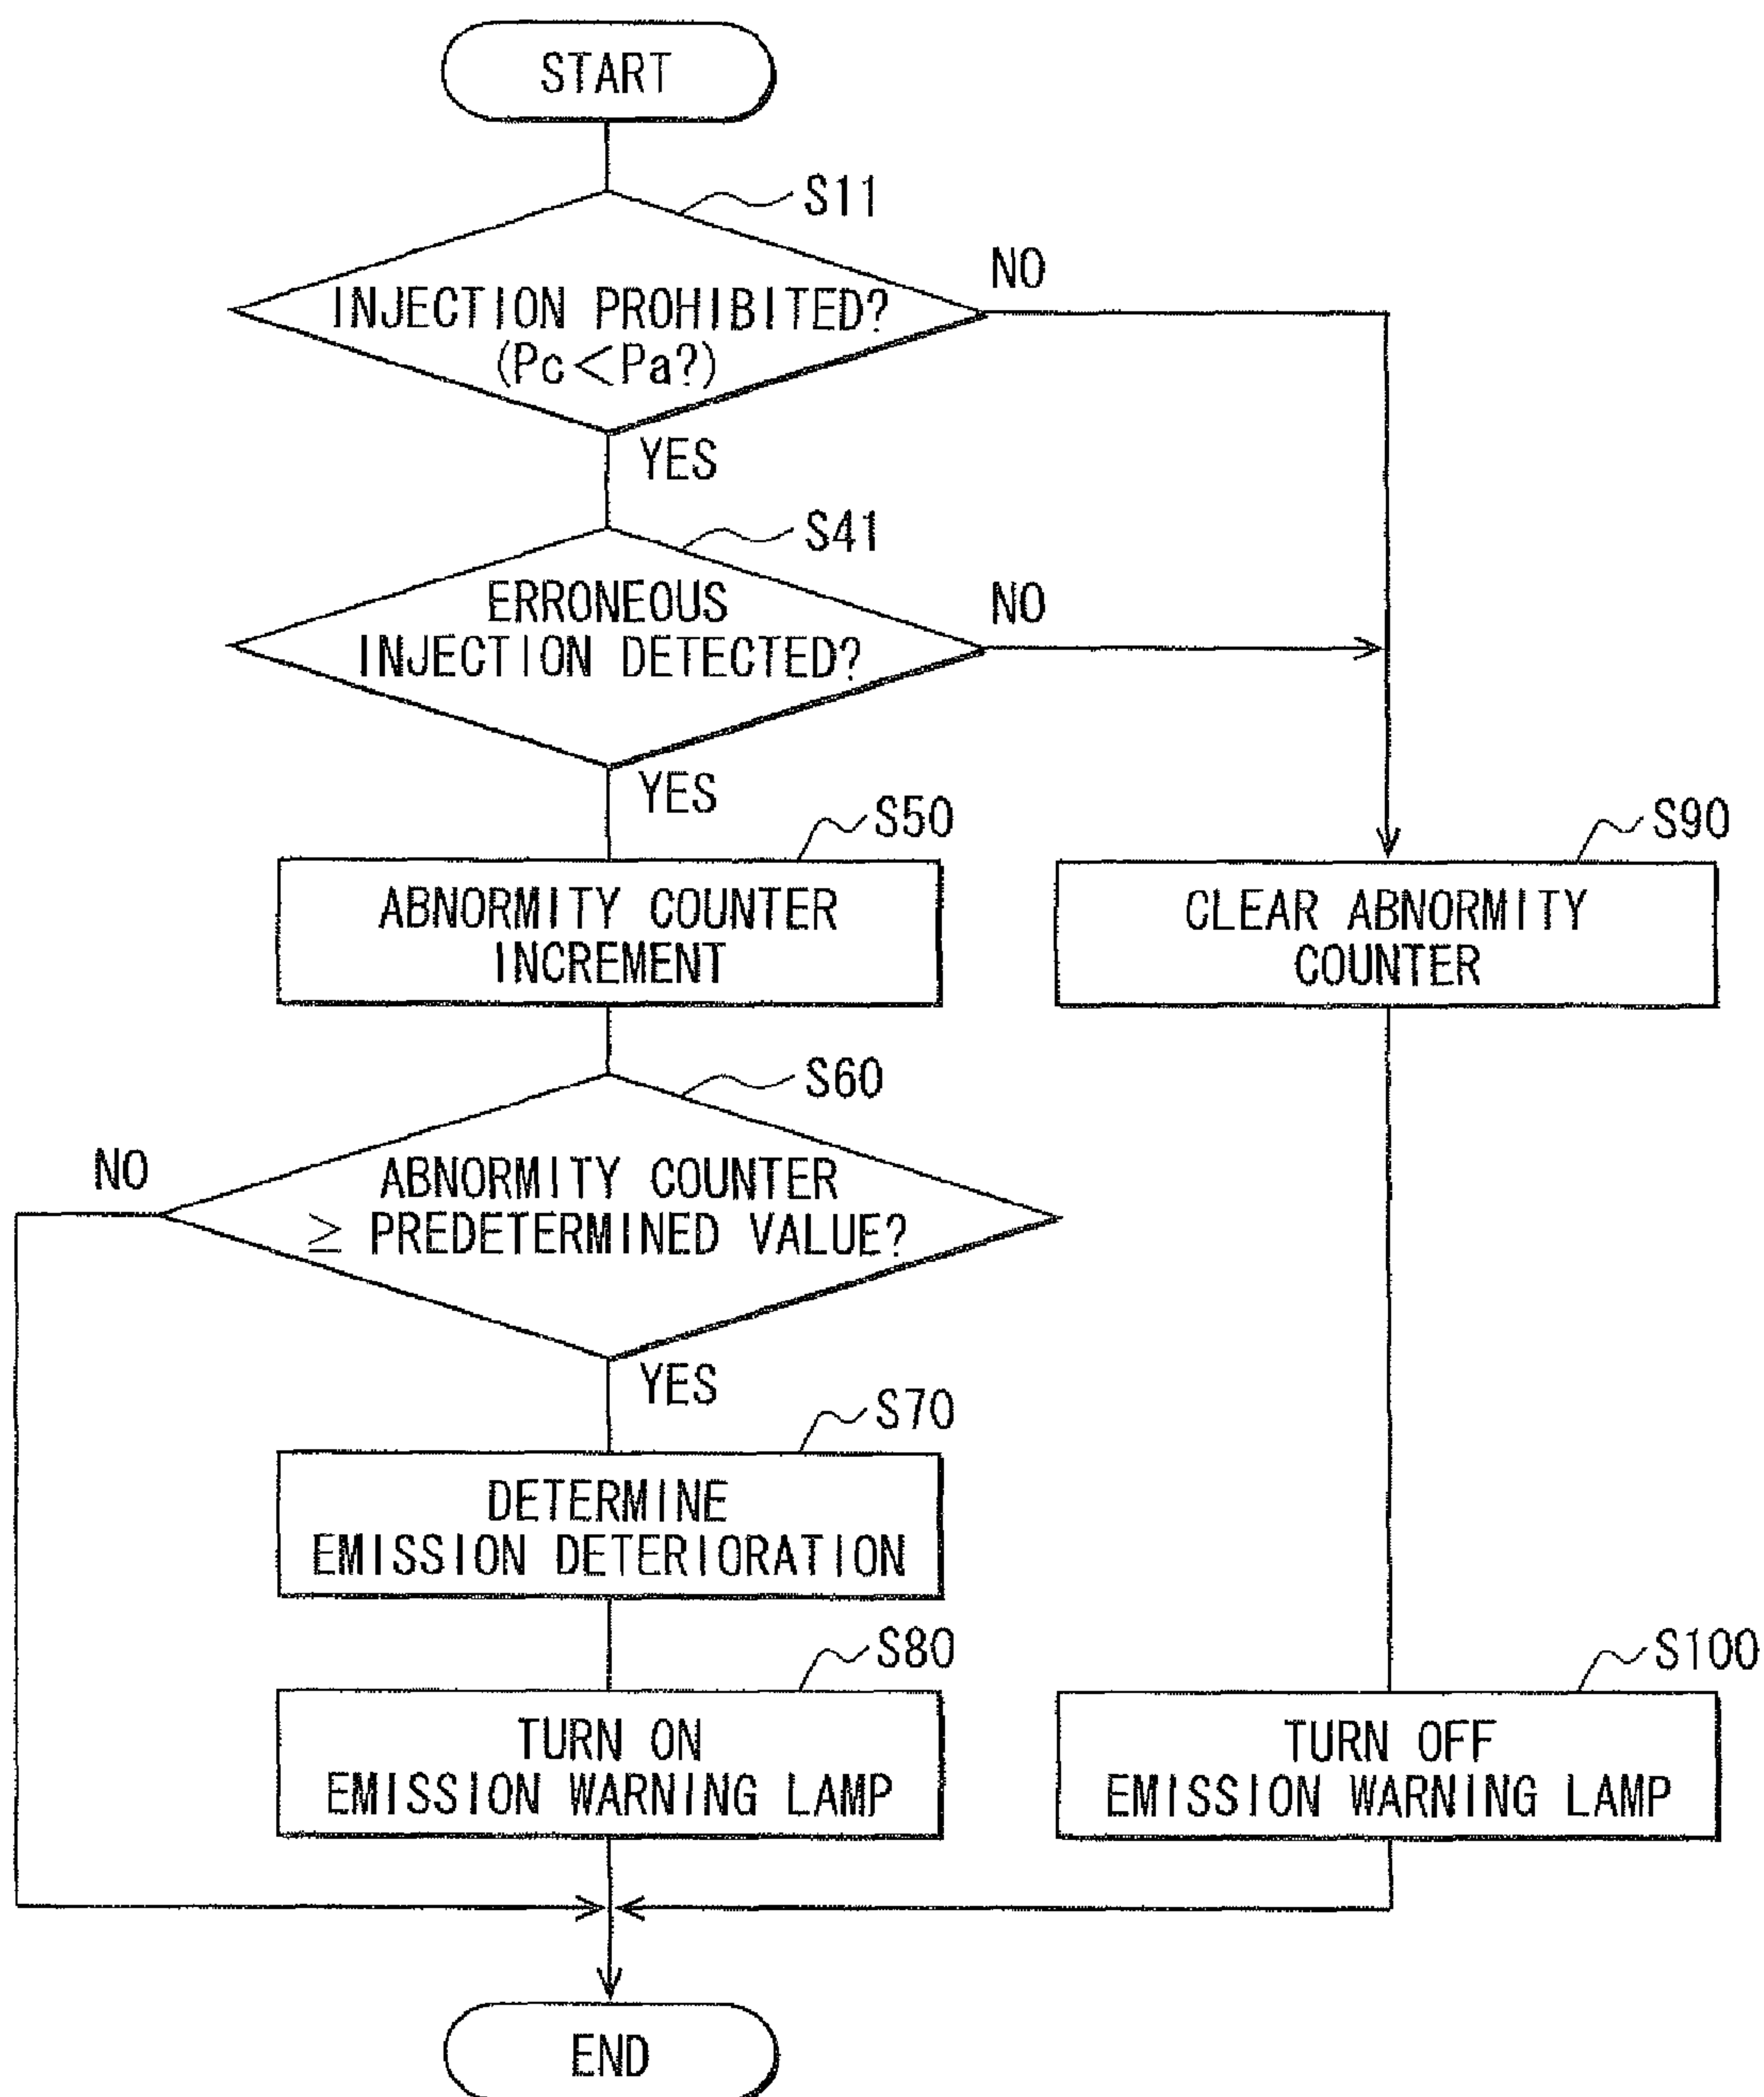 START
S11
INJECTION PROHIBITED?
(Pc<Pa?)
NO
YES
S41
ERRONEOUS
INJECTION DETECTED?
NO
YES
S50
ABNORMITY COUNTER
INCREMENT
S90
CLEAR ABNORMITY
COUNTER
S60
ABNORMITY COUNTER
≥ PREDETERMINED VALUE?
NO
YES
S70
DETERMINE
EMISSION DETERIORATION
S80
TURN ON
EMISSION WARNING LAMP
S100
TURN OFF
EMISSION WARNING LAMP
END